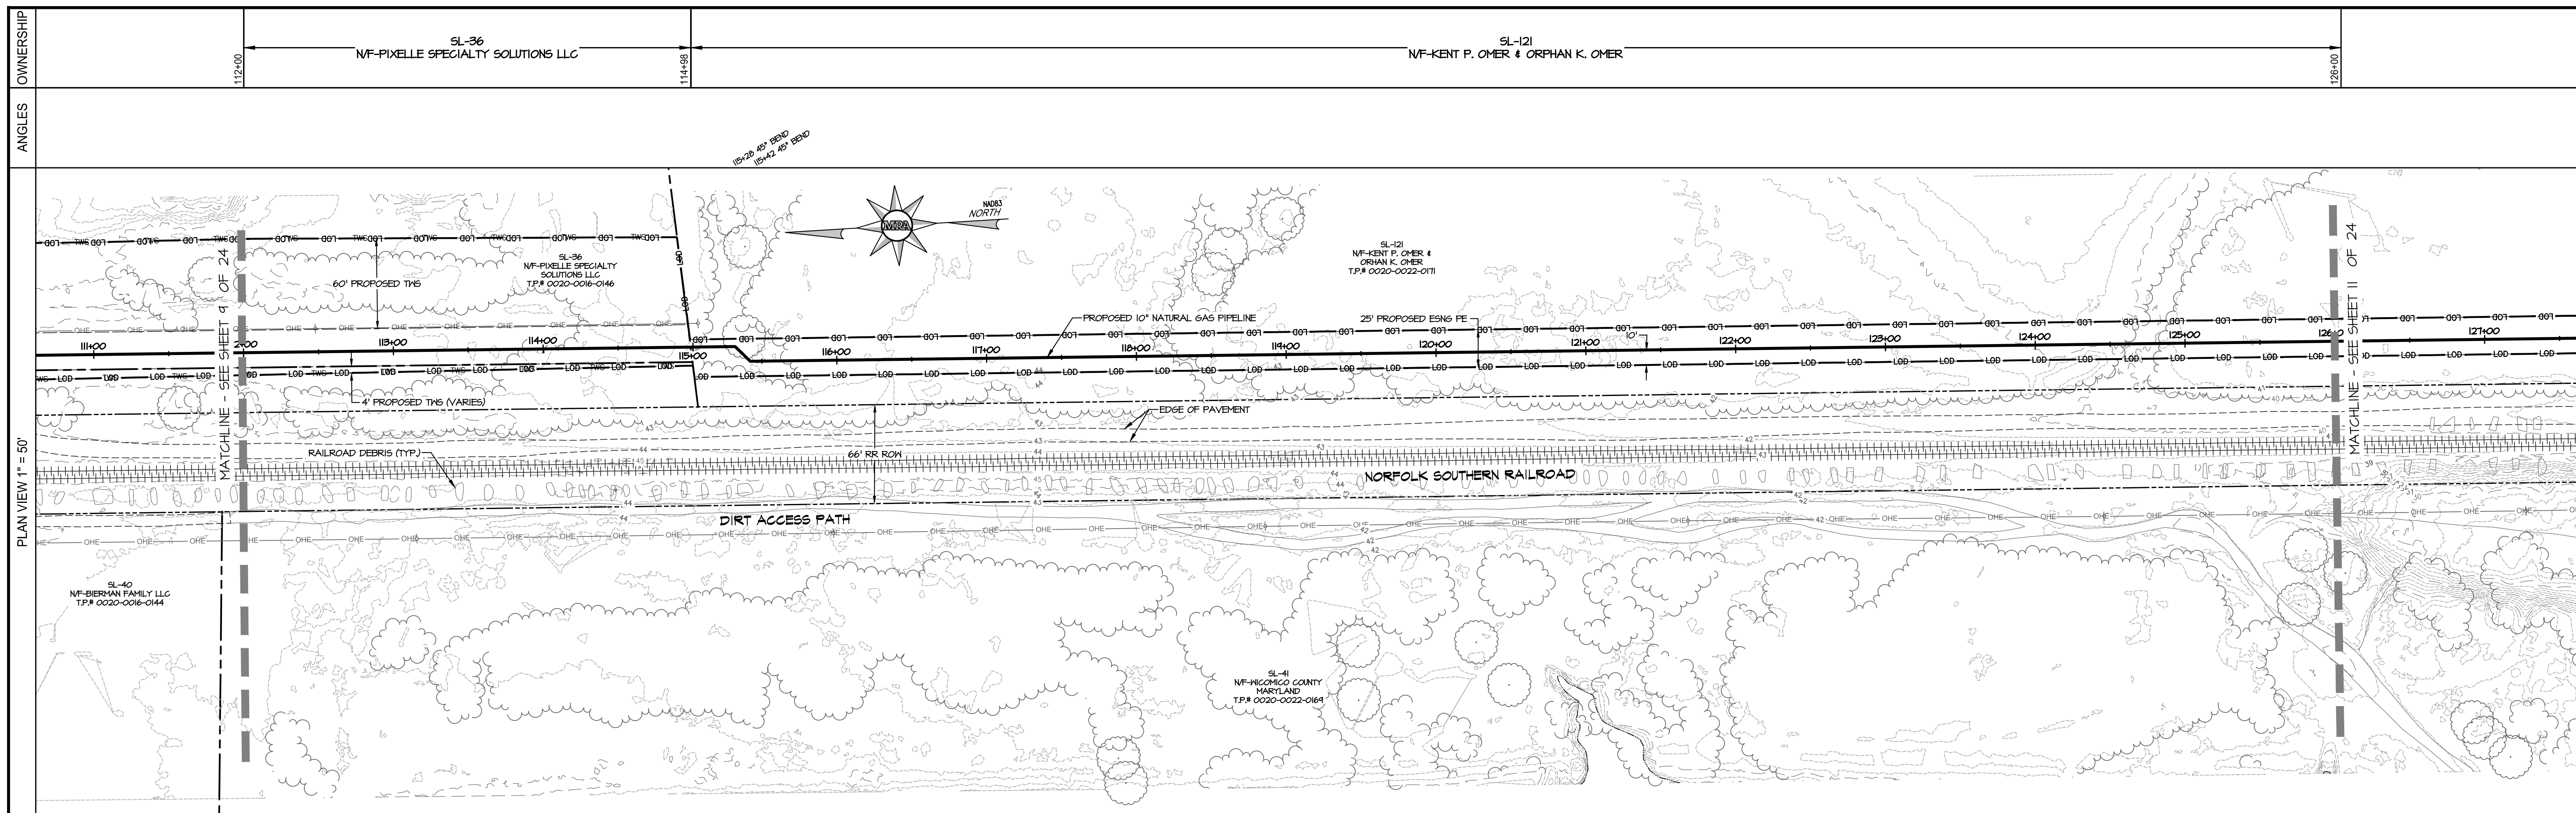 OWNERSHIP
SL-36
N/F-PIXELLE SPECIALTY SOLUTIONS LLC
SL-121
N/F-KENT P. OMER & ORPHAN K. OMER
112+00
114+98
126+00
ANGLES
115+28 45° BEND
115+42 45° BEND
PLAN VIEW 1" = 50'
MATCHLINE - SEE SHEET 9 OF 24
MATCHLINE - SEE SHEET 11 OF 24
NAD83
NORTH
SL-36
N/F-PIXELLE SPECIALTY
SOLUTIONS LLC
T.P.# 0020-0016-0146
SL-121
N/F-KENT P. OMER &
ORHAN K. OMER
T.P.# 0020-0022-0171
60' PROPOSED TWS
PROPOSED 10" NATURAL GAS PIPELINE
25' PROPOSED ESNG PE
10'
111+00
113+00
114+00
115+00
116+00
117+00
118+00
119+00
120+00
121+00
122+00
123+00
124+00
125+00
127+00
4' PROPOSED TWS (VARIES)
EDGE OF PAVEMENT
RAILROAD DEBRIS (TYP.)
66' RR ROW
NORFOLK SOUTHERN RAILROAD
DIRT ACCESS PATH
SL-40
N/F-BIERMAN FAMILY LLC
T.P.# 0020-0016-0144
SL-41
N/F-WICOMICO COUNTY
MARYLAND
T.P.# 0020-0022-0169